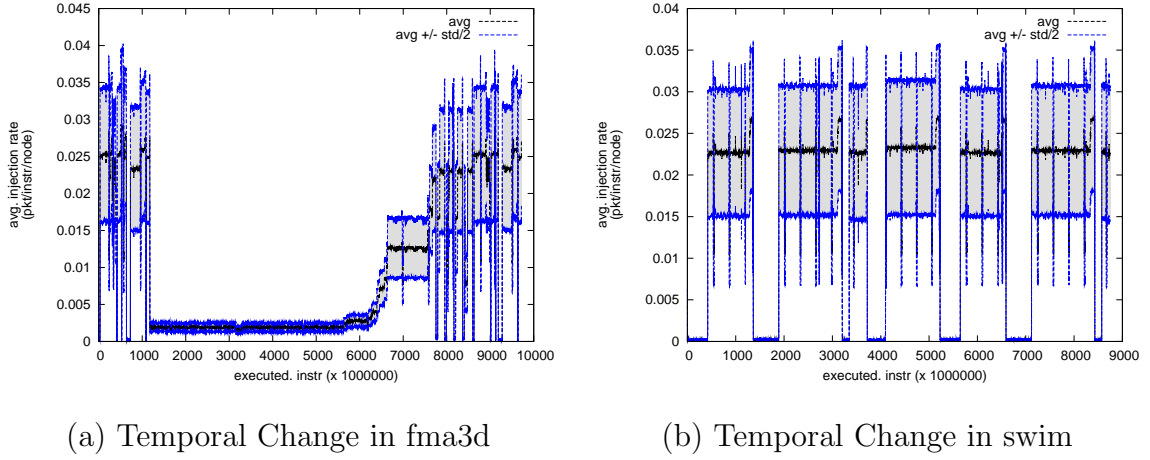 0.045
0.04
0.035
0.03
0.025
0.02
0.015
0.01
0.005
0
avg. injection rate
(pkt/instr/node)
avg
avg +/- std/2
0 1000 2000 3000 4000 5000 6000 7000 8000 9000 10000
executed. instr (x 1000000)
(a) Temporal Change in fma3d
0.04
0.035
0.03
0.025
0.02
0.015
0.01
0.005
0
avg. injection rate
(pkt/instr/node)
avg
avg +/- std/2
0 1000 2000 3000 4000 5000 6000 7000 8000 9000
executed. instr (x 1000000)
(b) Temporal Change in swim